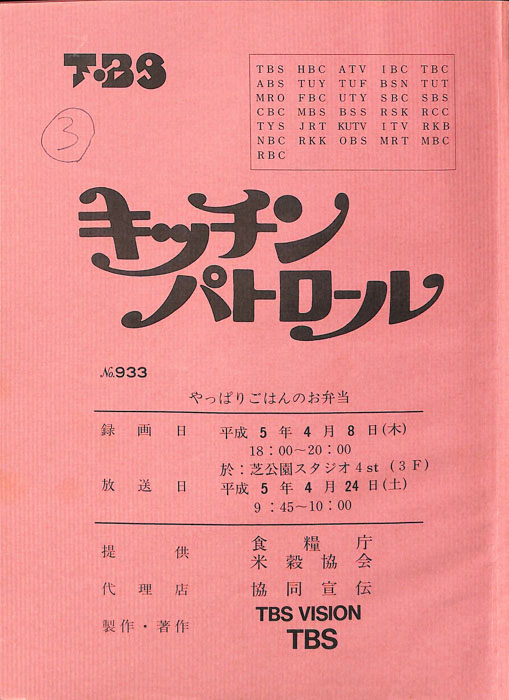 T・BS
TBS HBC ATV IBC TBC
ABS TUY TUF BSN TUT
MRO FBC UTY SBC SBS
CBC MBS BSS RSK RCC
TYS JRT KUTV ITV RKB
NBC RKK OBS MRT MBC
RBC
3
キッチン
パトロール
No.933
やっぱりごはんのお弁当
録画日 平成 5 年 4 月 8 日(木)
18:00〜20:00
於:芝公園スタジオ4st (3F)
放送日 平成 5 年 4 月 24 日(土)
9:45〜10:00
提供 食糧庁
米穀協会
代理店 協同宣伝
製作・著作 TBS VISION
TBS